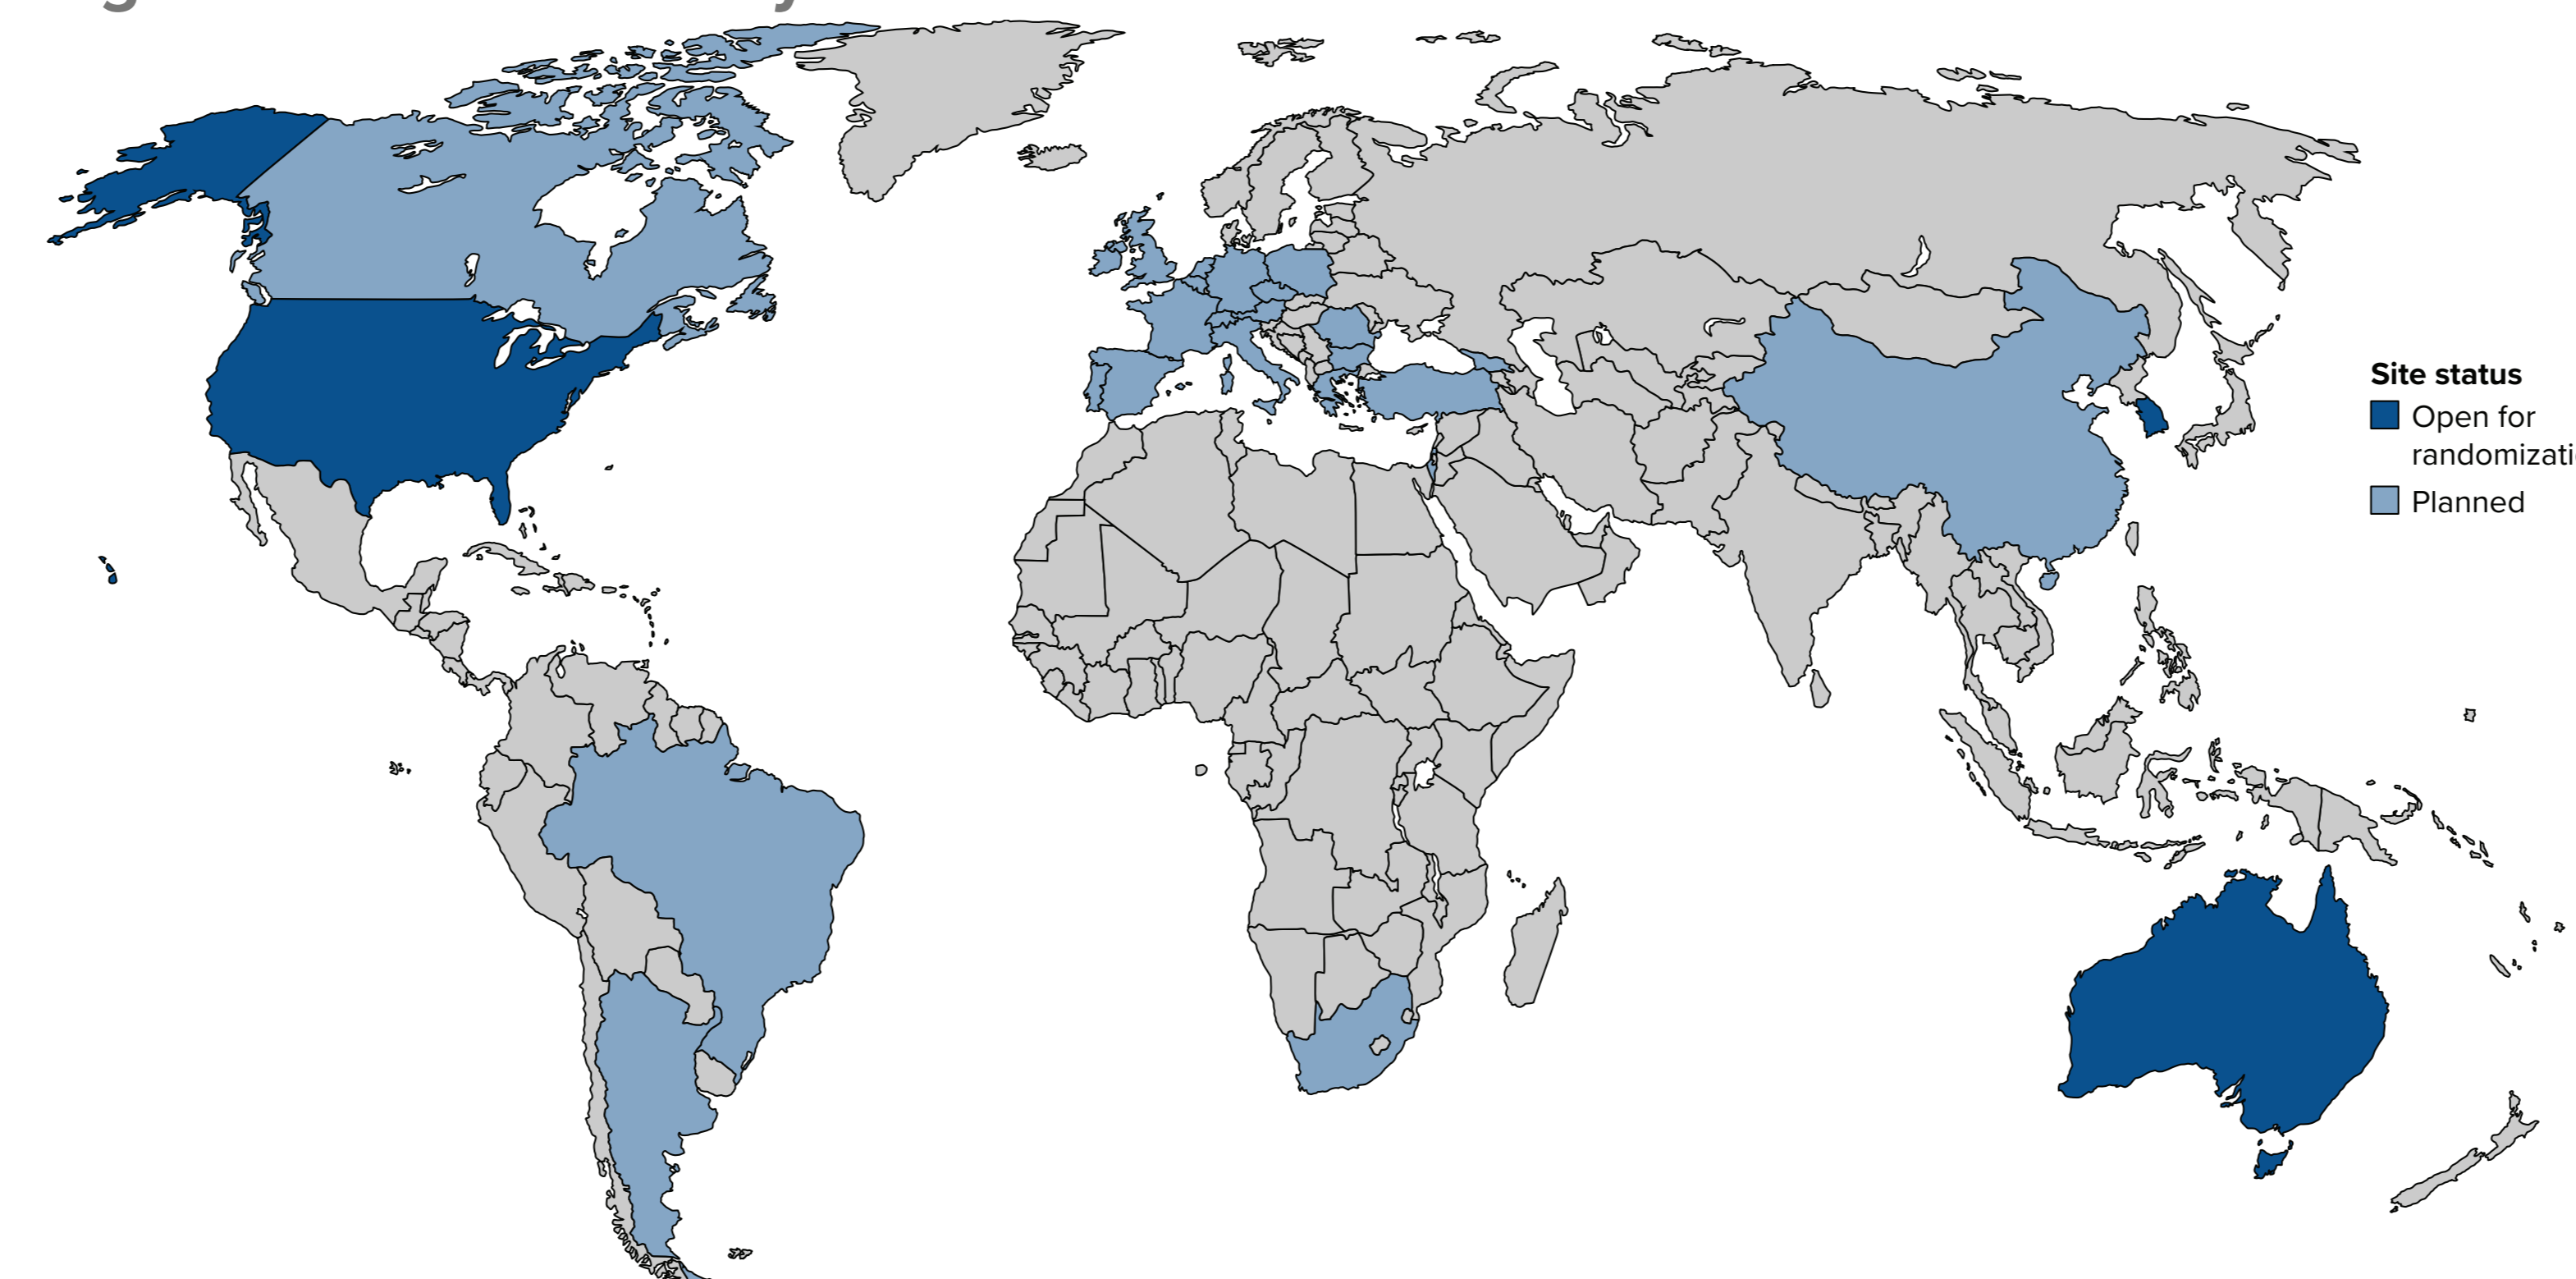 Site status
Open for
randomizati
Planned